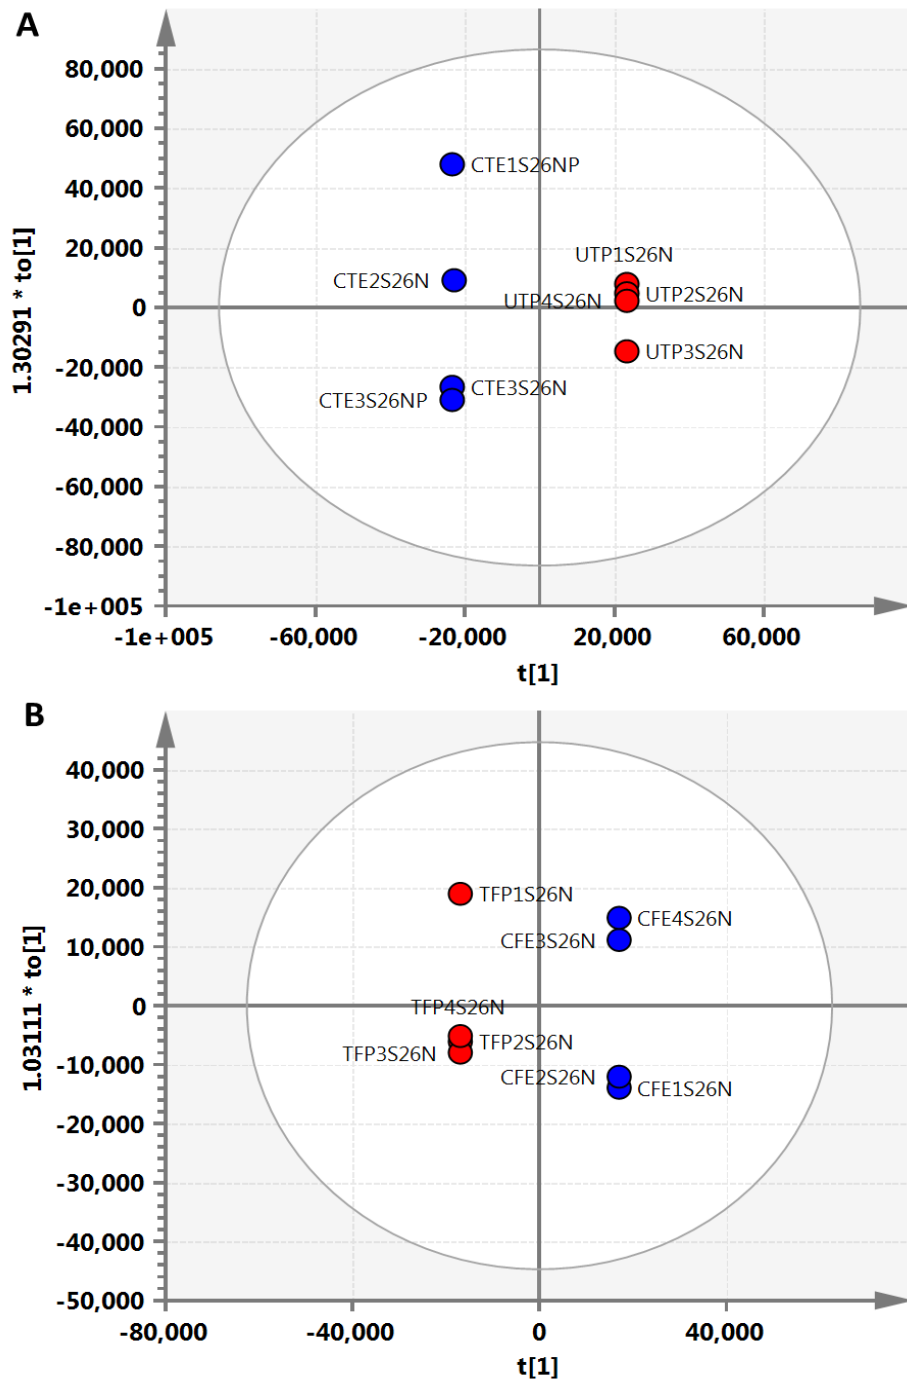 A
80,000
60,000
40,000
20,000
0
-20,000
-40,000
-60,000
-80,000
-1e+005
1.30291 * to[1]
CTE1S26NP
CTE2S26N
UTP1S26N
UTP2S26N
UTP4S26N
UTP3S26N
CTE3S26N
CTE3S26NP
-1e+005
-60,000
-20,000
20,000
60,000
t[1]
B
40,000
30,000
20,000
10,000
0
-10,000
-20,000
-30,000
-40,000
-50,000
1.03111 * to[1]
TFP1S26N
CFE4S26N
CFE3S26N
TFP4S26N
TFP2S26N
TFP3S26N
CFE2S26N
CFE1S26N
-80,000
-40,000
0
40,000
t[1]